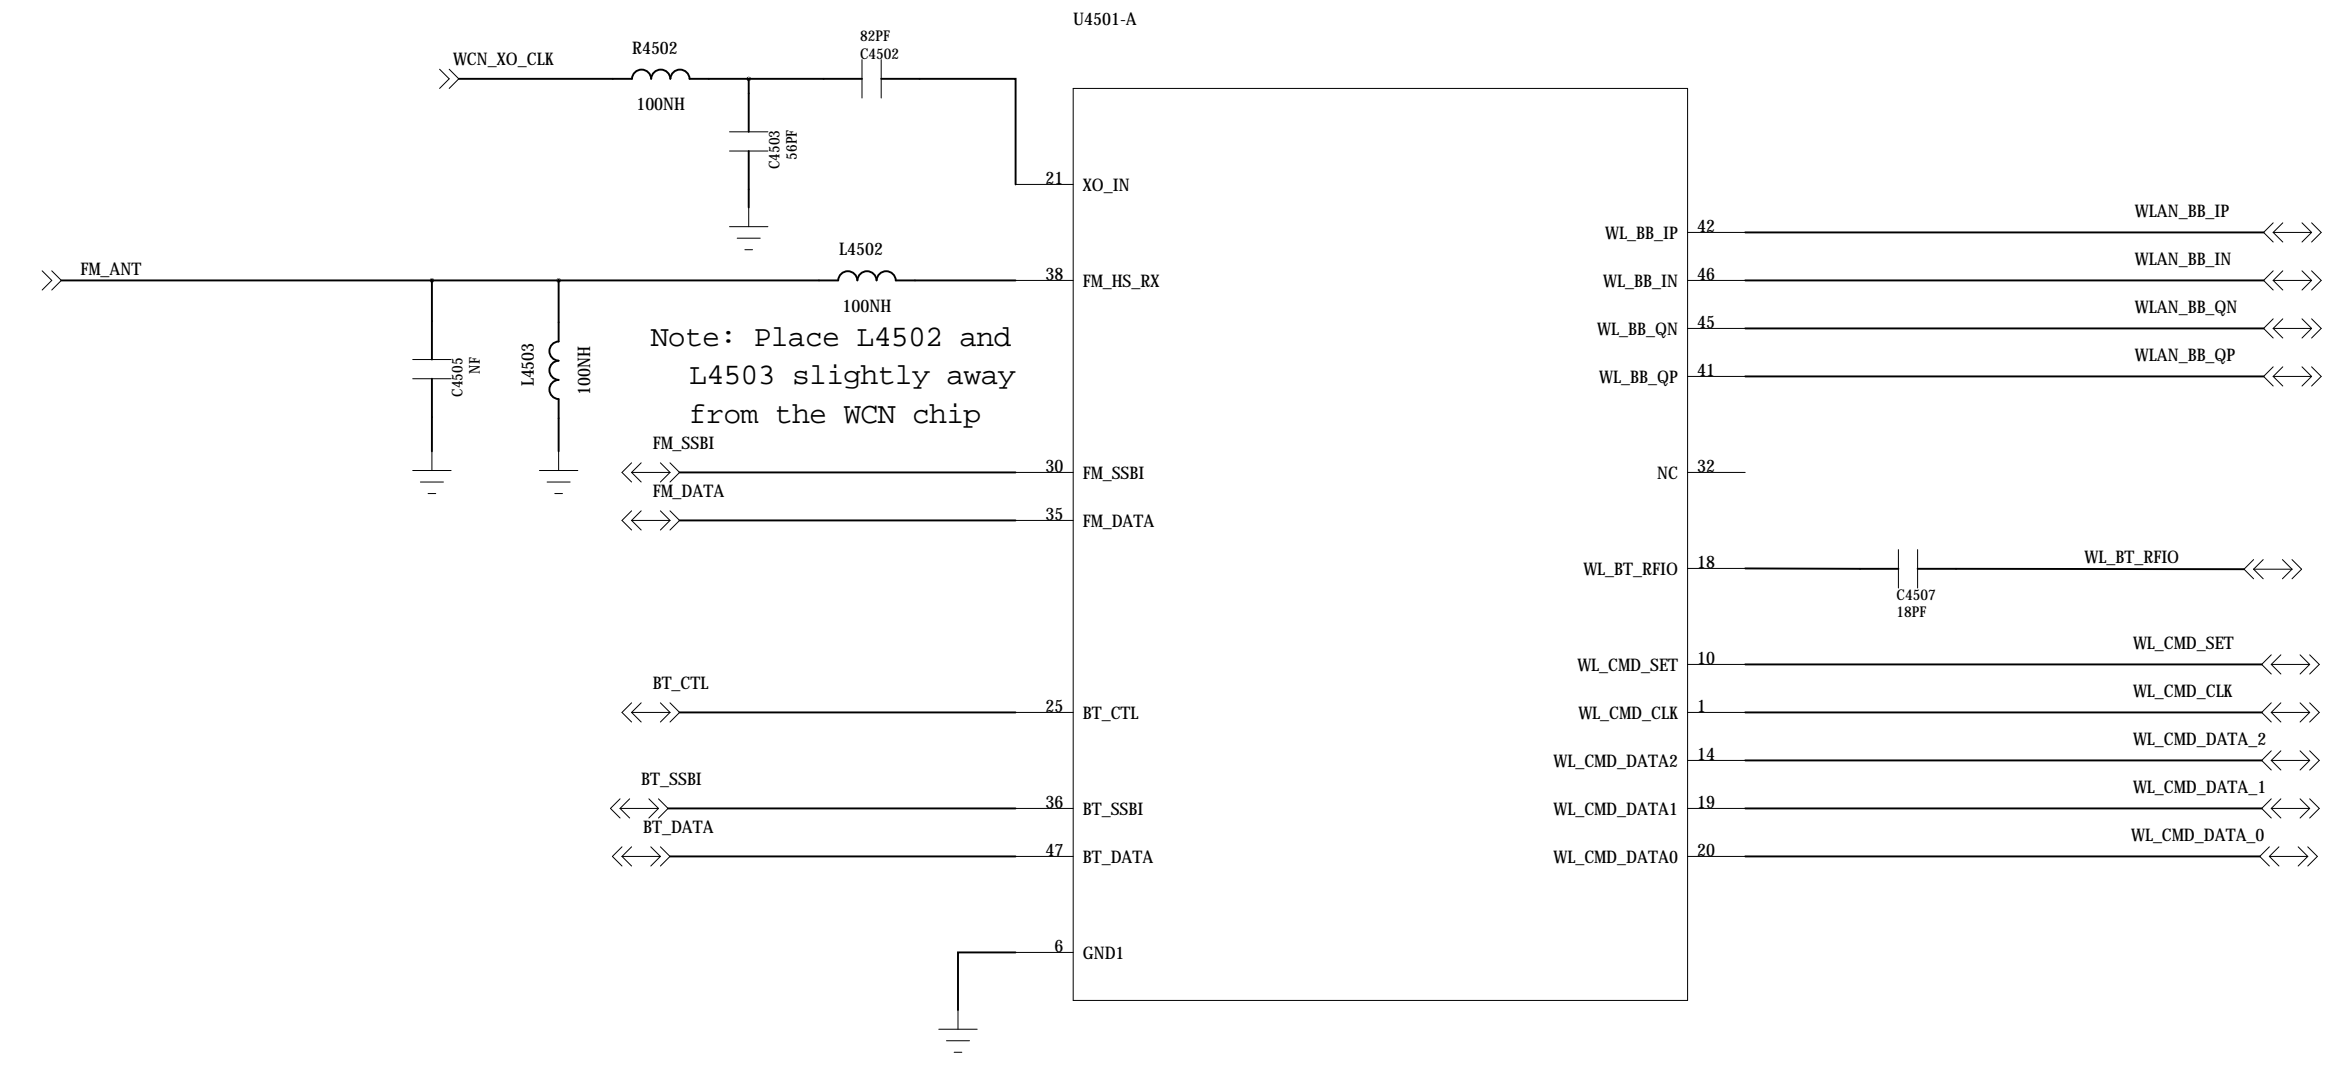 U4501-A
82PF
C4502
R4502
WCN_XO_CLK
100NH
C4503
56PF
21 XO_IN
L4502
FM_ANT
38 FM_HS_RX
100NH
Note: Place L4502 and
L4503 slightly away
from the WCN chip
C4505
NF
L4503
100NH
FM_SSBI
30 FM_SSBI
FM_DATA
35 FM_DATA
BT_CTL
25 BT_CTL
BT_SSBI
36 BT_SSBI
BT_DATA
47 BT_DATA
6 GND1
WLAN_BB_IP
WL_BB_IP 42
WLAN_BB_IN
WL_BB_IN 46
WLAN_BB_QN
WL_BB_QN 45
WLAN_BB_QP
WL_BB_QP 41
NC 32
WL_BT_RFIO
WL_BT_RFIO 18
C4507
18PF
WL_CMD_SET
WL_CMD_SET 10
WL_CMD_CLK
WL_CMD_CLK 1
WL_CMD_DATA_2
WL_CMD_DATA2 14
WL_CMD_DATA_1
WL_CMD_DATA1 19
WL_CMD_DATA_0
WL_CMD_DATA0 20